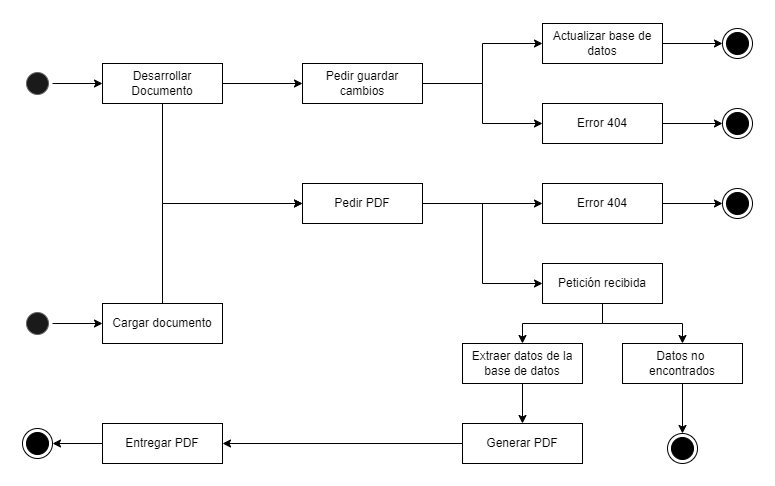 Actualizar base de
datos
Desarrollar
Documento
Pedir guardar
cambios
Error 404
Pedir PDF
Error 404
Petición recibida
Cargar documento
Extraer datos de la
base de datos
Datos no
encontrados
Entregar PDF
Generar PDF